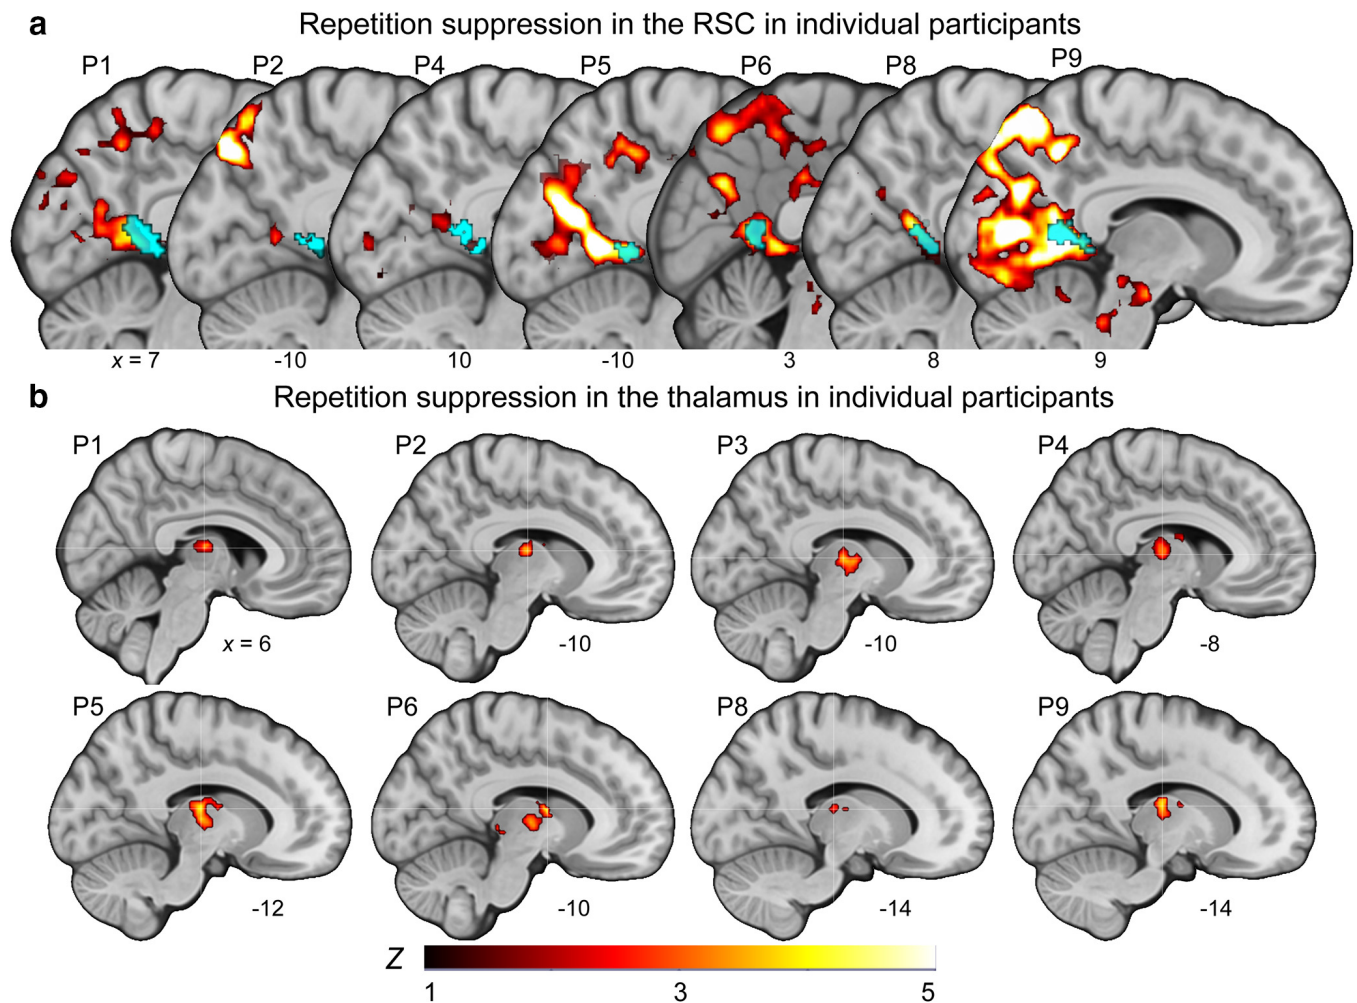 a Repetition suppression in the RSC in individual participants
P1 P2 P4 P5 P6 P8 P9
x = 7 -10 10 -10 3 8 9
b Repetition suppression in the thalamus in individual participants
P1 P2 P3 P4
x = 6 -10 -10 -8
P5 P6 P8 P9
-12 -10 -14 -14
Z
1 3 5